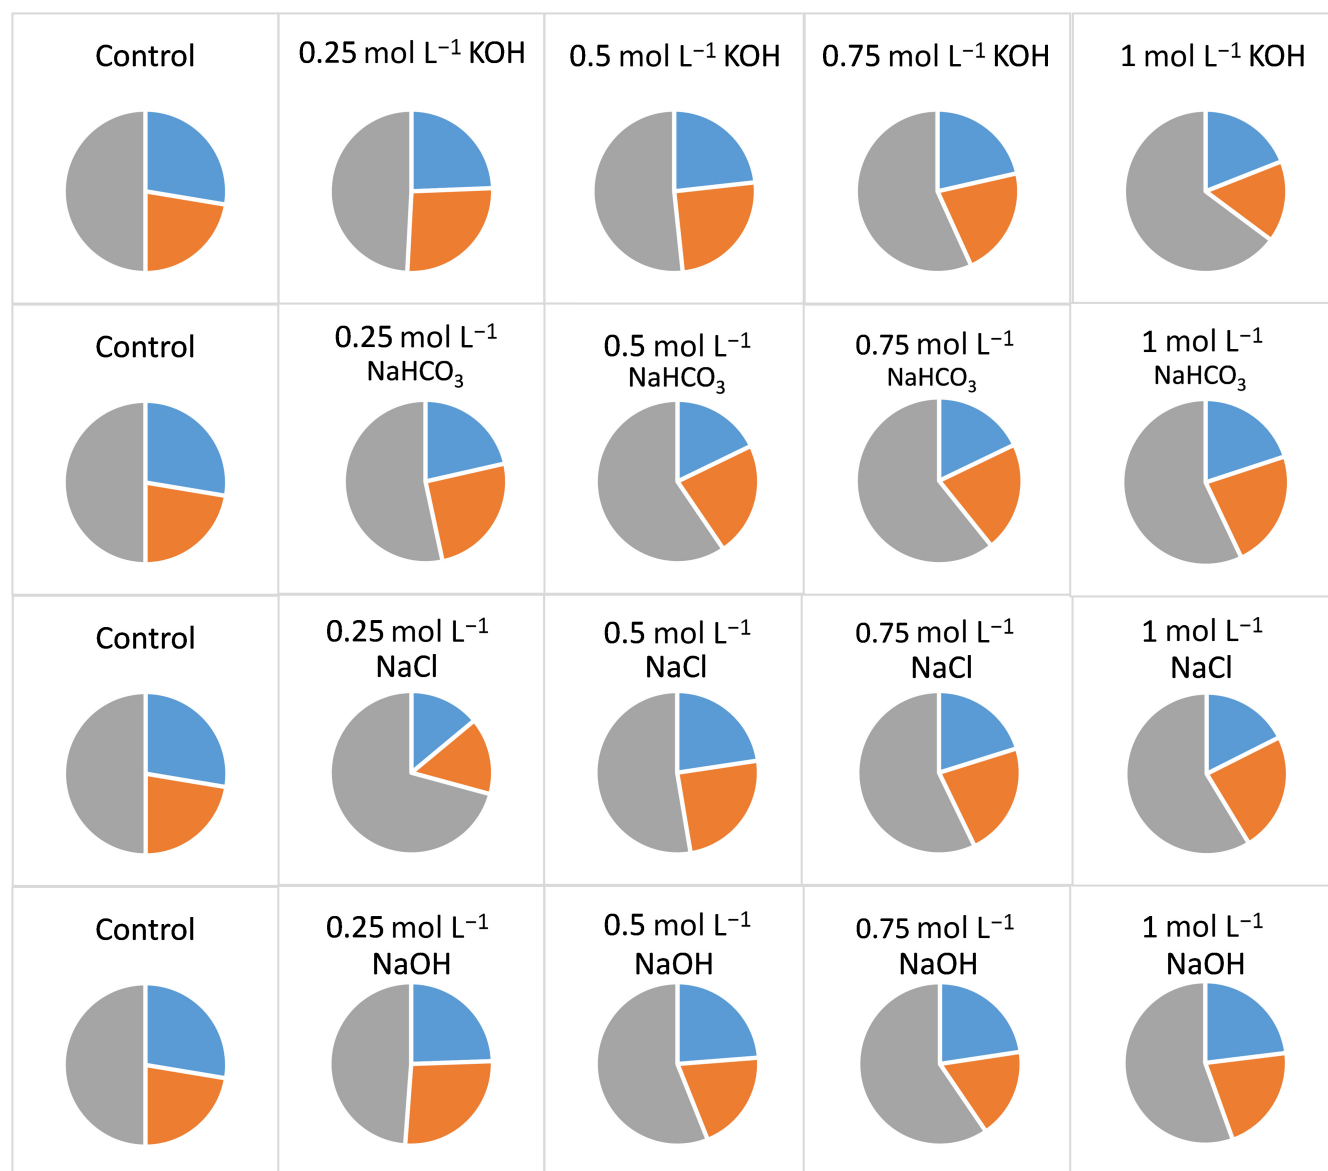 Control
0.25 mol L⁻¹ KOH
0.5 mol L⁻¹ KOH
0.75 mol L⁻¹ KOH
1 mol L⁻¹ KOH
Control
0.25 mol L⁻¹
NaHCO₃
0.5 mol L⁻¹
NaHCO₃
0.75 mol L⁻¹
NaHCO₃
1 mol L⁻¹
NaHCO₃
Control
0.25 mol L⁻¹
NaCl
0.5 mol L⁻¹
NaCl
0.75 mol L⁻¹
NaCl
1 mol L⁻¹
NaCl
Control
0.25 mol L⁻¹
NaOH
0.5 mol L⁻¹
NaOH
0.75 mol L⁻¹
NaOH
1 mol L⁻¹
NaOH